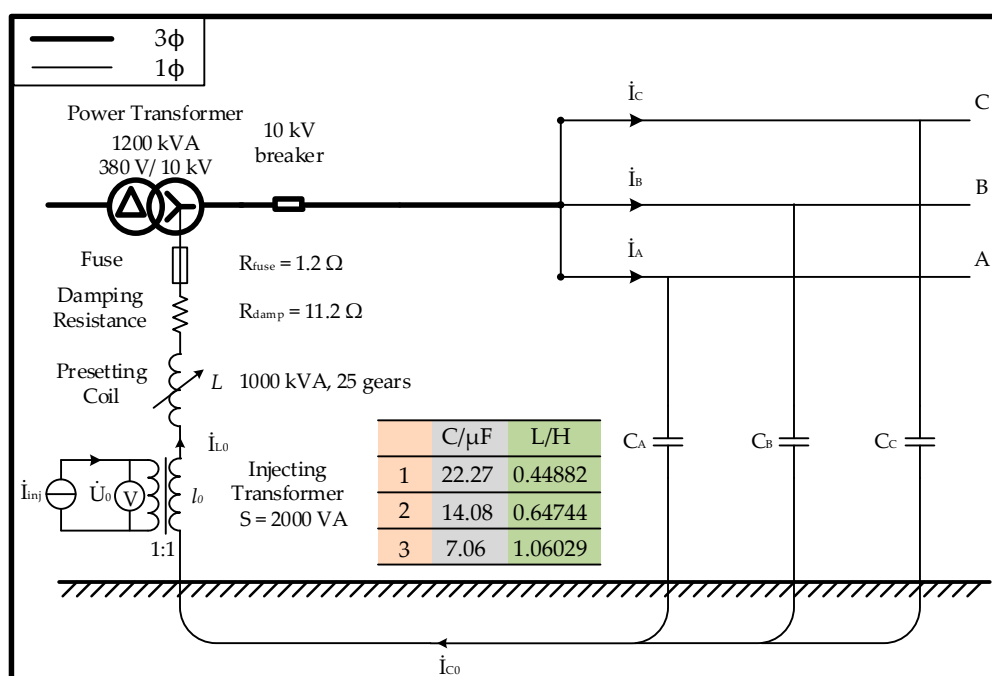 3ϕ
1ϕ
Power Transformer
1200 kVA
380 V/ 10 kV
10 kV
breaker
İC
C
İB
B
İA
A
Fuse
Rfuse = 1.2 Ω
Damping
Resistance
Rdamp = 11.2 Ω
Presetting
Coil
L 1000 kVA, 25 gears
İL0
Injecting
Transformer
S = 2000 VA
İinj
U̇0
V
l0
1:1
C/μF L/H
1 22.27 0.44882
2 14.08 0.64744
3 7.06 1.06029
CA
CB
CC
İC0